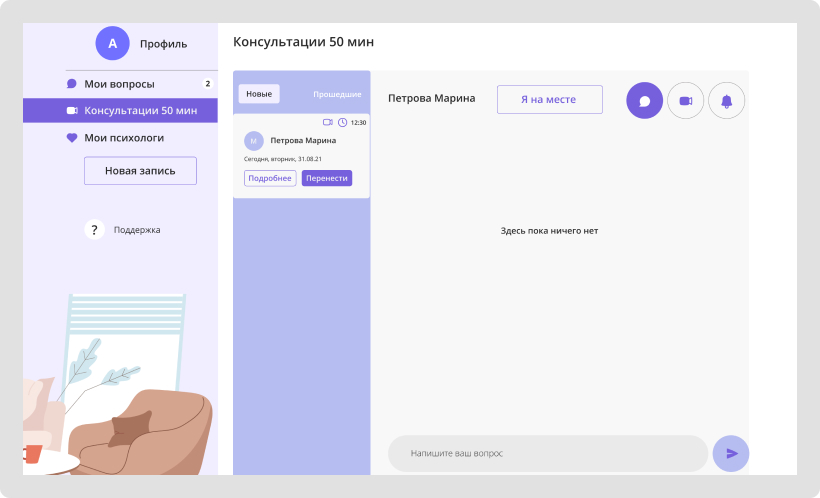 А
Профиль
Мои вопросы
2
Консультации 50 мин
Мои психологи
Новая запись
?
Поддержка
Консультации 50 мин
Новые
Прошедшие
12:30
М
Петрова Марина
Сегодня, вторник, 31.08.21
Подробнее
Перенести
Петрова Марина
Я на месте
Здесь пока ничего нет
Напишите ваш вопрос